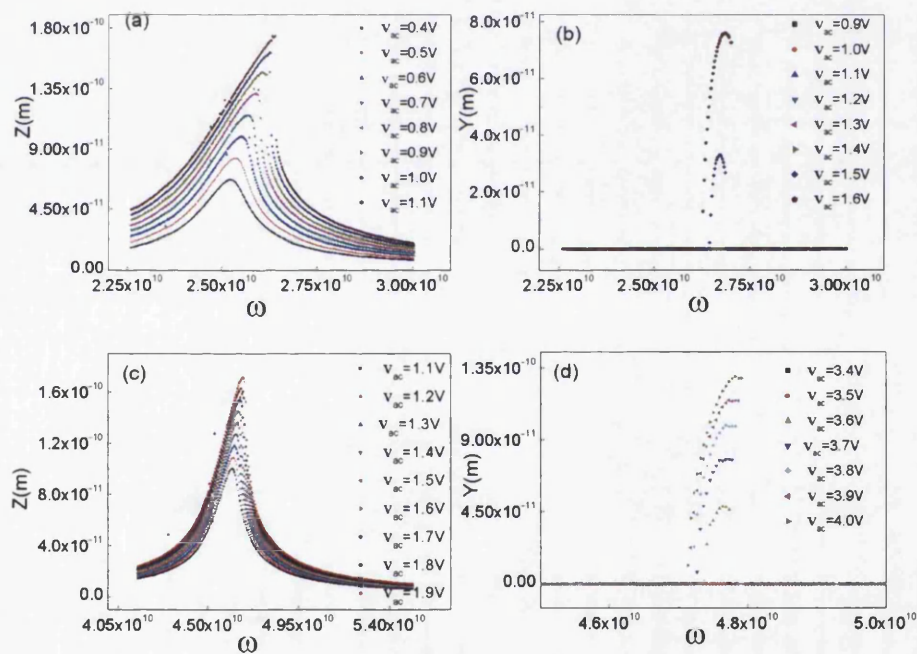 (a)
Z(m)
1.80x10⁻¹⁰
1.35x10⁻¹⁰
9.00x10⁻¹¹
4.50x10⁻¹¹
0.00
2.25x10¹⁰ 2.50x10¹⁰ 2.75x10¹⁰ 3.00x10¹⁰
ω
v_ac=0.4V
v_ac=0.5V
v_ac=0.6V
v_ac=0.7V
v_ac=0.8V
v_ac=0.9V
v_ac=1.0V
v_ac=1.1V
(b)
Y(m)
8.0x10⁻¹¹
6.0x10⁻¹¹
4.0x10⁻¹¹
2.0x10⁻¹¹
0.0
2.25x10¹⁰ 2.50x10¹⁰ 2.75x10¹⁰ 3.00x10¹⁰
ω
v_ac=0.9V
v_ac=1.0V
v_ac=1.1V
v_ac=1.2V
v_ac=1.3V
v_ac=1.4V
v_ac=1.5V
v_ac=1.6V
(c)
Z(m)
1.6x10⁻¹⁰
1.2x10⁻¹⁰
8.0x10⁻¹¹
4.0x10⁻¹¹
0.0
4.05x10¹⁰ 4.50x10¹⁰ 4.95x10¹⁰ 5.40x10¹⁰
ω
v_ac=1.1V
v_ac=1.2V
v_ac=1.3V
v_ac=1.4V
v_ac=1.5V
v_ac=1.6V
v_ac=1.7V
v_ac=1.8V
v_ac=1.9V
(d)
Y(m)
1.35x10⁻¹⁰
9.00x10⁻¹¹
4.50x10⁻¹¹
0.00
4.6x10¹⁰ 4.8x10¹⁰ 5.0x10¹⁰
ω
v_ac=3.4V
v_ac=3.5V
v_ac=3.6V
v_ac=3.7V
v_ac=3.8V
v_ac=3.9V
v_ac=4.0V